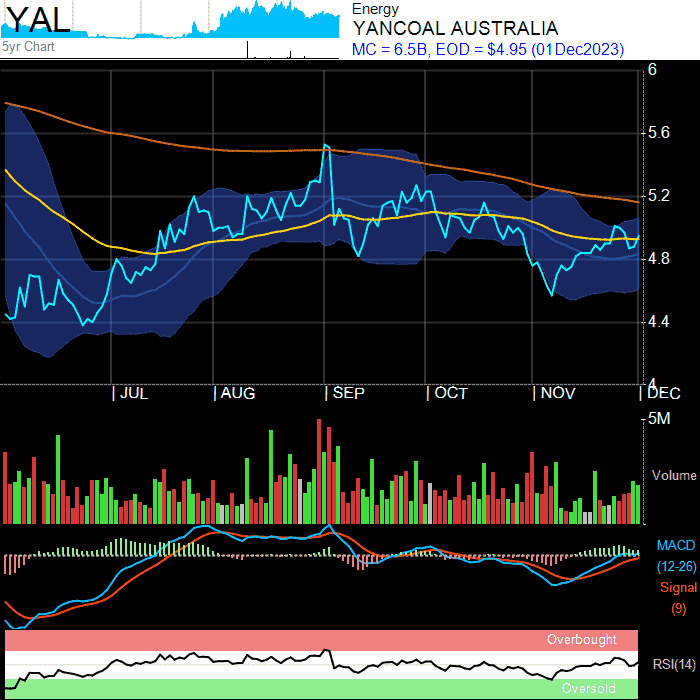 YAL
5yr Chart
Energy
YANCOAL AUSTRALIA
MC = 6.5B, EOD = $4.95 (01Dec2023)
6
5.6
5.2
4.8
4.4
4
JUL
AUG
SEP
OCT
NOV
DEC
5M
Volume
MACD
(12-26)
Signal
(9)
Overbought
RSI(14)
Oversold